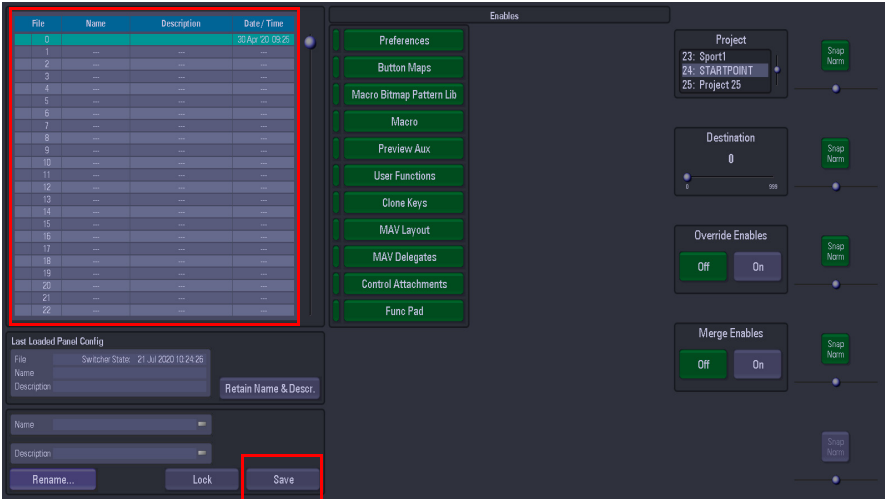 File Name Description Date/ Time
0 30 Apr '20 09:25
1 --- --- ---
2 --- --- ---
3 --- --- ---
4 --- --- ---
5 --- --- ---
6 --- --- ---
7 --- --- ---
8 --- --- ---
9 --- --- ---
10 --- --- ---
11 --- --- ---
12 --- --- ---
13 --- --- ---
14 --- --- ---
15 --- --- ---
16 --- --- ---
17 --- --- ---
18 --- --- ---
19 --- --- ---
20 --- --- ---
21 --- --- ---
22 --- --- ---
Last Loaded Panel Config
File Switcher State: 21 Jul 2020 10:24:26
Name
Description
Retain Name & Descr.
Name
Description
Rename...
Lock
Save
Enables
Preferences
Button Maps
Macro Bitmap Pattern Lib
Macro
Preview Aux
User Functions
Clone Keys
MAV Layout
MAV Delegates
Control Attachments
Func Pad
Project
23: Sport1
24: STARTPOINT
25: Project 25
Snap
Norm
Destination
0
0 999
Snap
Norm
Override Enables
Off On
Snap
Norm
Merge Enables
Off On
Snap
Norm
Snap
Norm